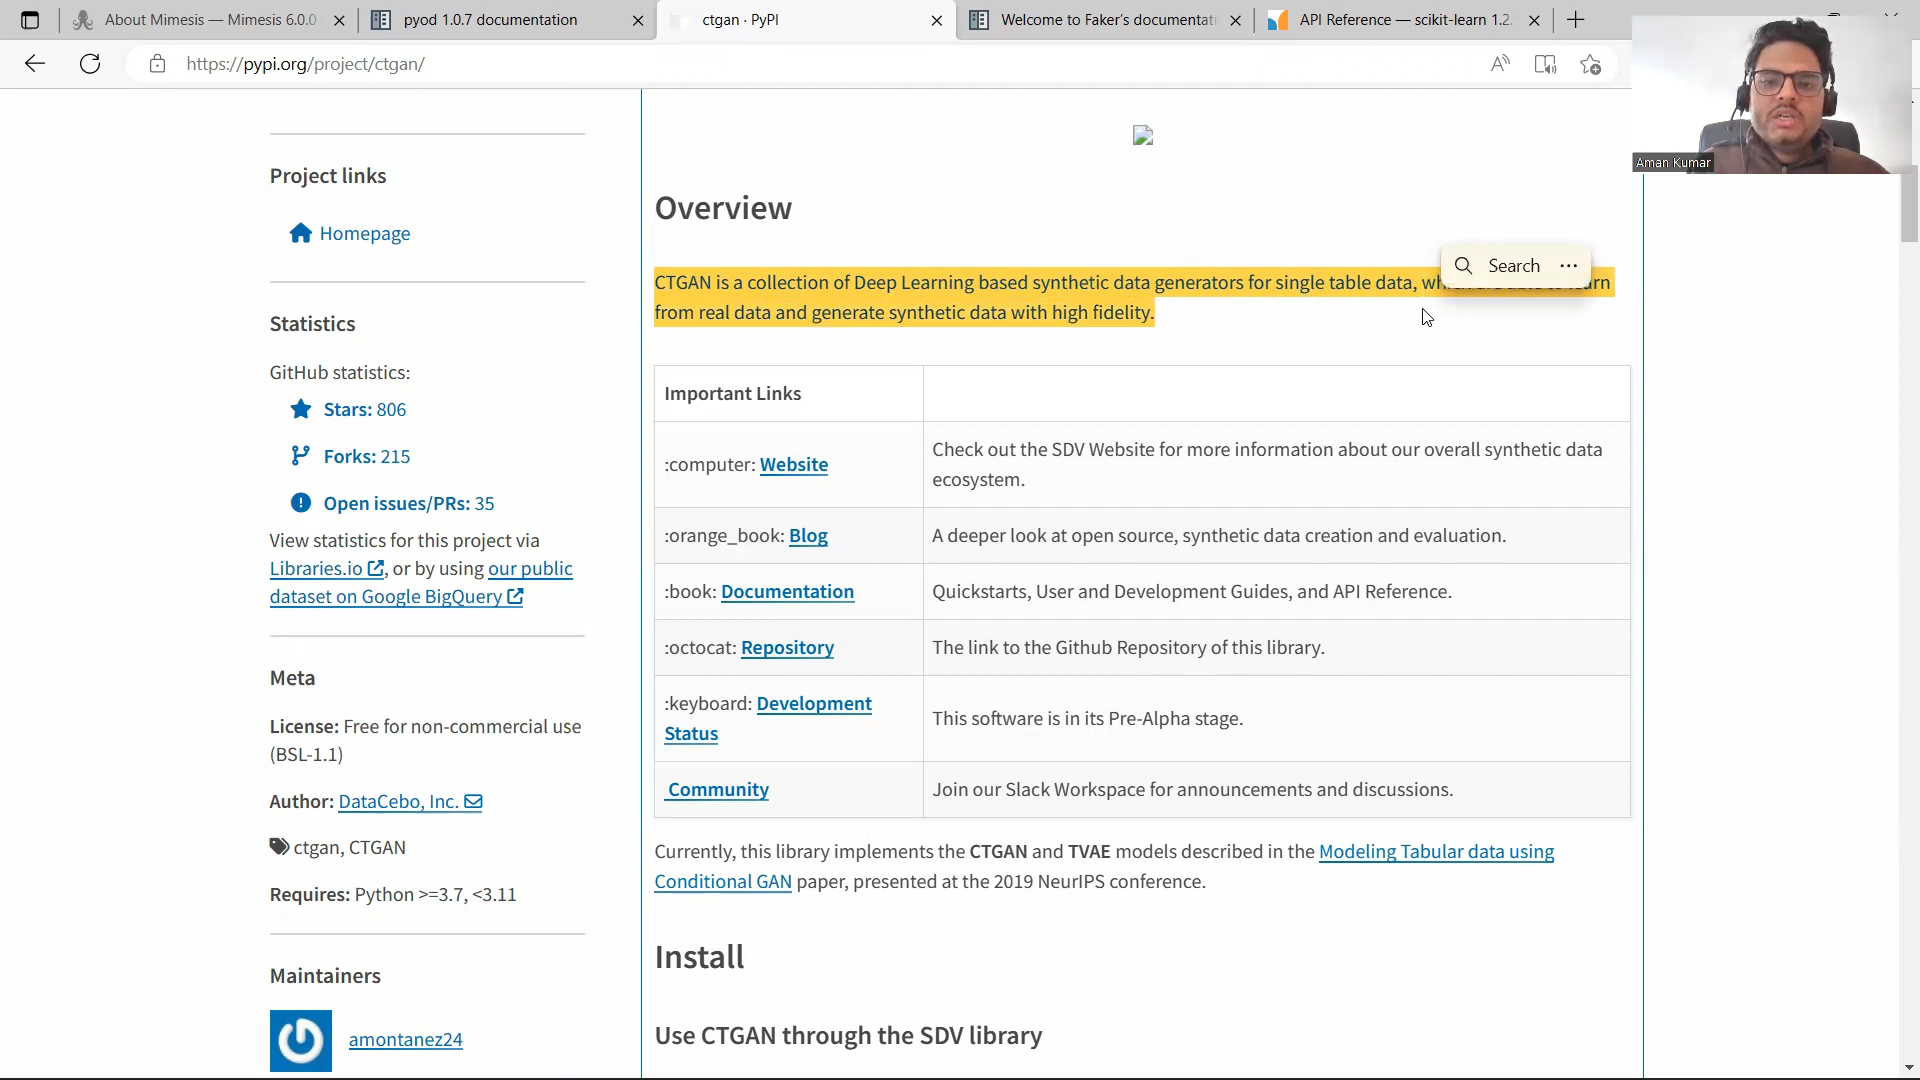 About Mimesis — Mimesis 6.0.0
pyod 1.0.7 documentation
ctgan · PyPI
Welcome to Faker's documentati
API Reference — scikit-learn 1.2.
https://pypi.org/project/ctgan/
Aman Kumar
Project links
Homepage
Statistics
GitHub statistics:
Stars: 806
Forks: 215
Open issues/PRs: 35
View statistics for this project via
Libraries.io, or by using our public
dataset on Google BigQuery
Meta
License: Free for non-commercial use
(BSL-1.1)
Author: DataCebo, Inc.
ctgan, CTGAN
Requires: Python >=3.7, <3.11
Maintainers
amontanez24
Overview
Search ···
CTGAN is a collection of Deep Learning based synthetic data generators for single table data,
from real data and generate synthetic data with high fidelity.
Important Links
:computer: Website
Check out the SDV Website for more information about our overall synthetic data
ecosystem.
:orange_book: Blog
A deeper look at open source, synthetic data creation and evaluation.
:book: Documentation
Quickstarts, User and Development Guides, and API Reference.
:octocat: Repository
The link to the Github Repository of this library.
:keyboard: Development
Status
This software is in its Pre-Alpha stage.
Community
Join our Slack Workspace for announcements and discussions.
Currently, this library implements the CTGAN and TVAE models described in the Modeling Tabular data using
Conditional GAN paper, presented at the 2019 NeurIPS conference.
Install
Use CTGAN through the SDV library